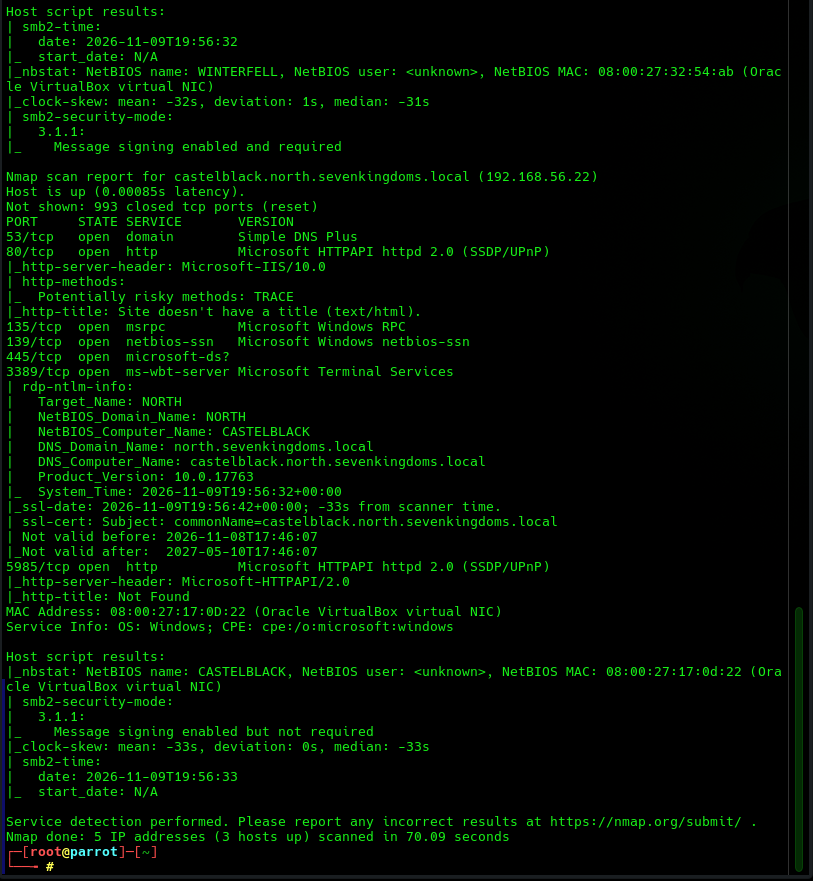 Host script results:
| smb2-time:
|   date: 2026-11-09T19:56:32
|_  start_date: N/A
|_nbstat: NetBIOS name: WINTERFELL, NetBIOS user: <unknown>, NetBIOS MAC: 08:00:27:32:54:ab (Orac
le VirtualBox virtual NIC)
|_clock-skew: mean: -32s, deviation: 1s, median: -31s
| smb2-security-mode:
|   3.1.1:
|_    Message signing enabled and required

Nmap scan report for castelblack.north.sevenkingdoms.local (192.168.56.22)
Host is up (0.00085s latency).
Not shown: 993 closed tcp ports (reset)
PORT     STATE SERVICE       VERSION
53/tcp   open  domain        Simple DNS Plus
80/tcp   open  http          Microsoft HTTPAPI httpd 2.0 (SSDP/UPnP)
|_http-server-header: Microsoft-IIS/10.0
| http-methods:
|_  Potentially risky methods: TRACE
|_http-title: Site doesn't have a title (text/html).
135/tcp  open  msrpc         Microsoft Windows RPC
139/tcp  open  netbios-ssn   Microsoft Windows netbios-ssn
445/tcp  open  microsoft-ds?
3389/tcp open  ms-wbt-server Microsoft Terminal Services
| rdp-ntlm-info:
|   Target_Name: NORTH
|   NetBIOS_Domain_Name: NORTH
|   NetBIOS_Computer_Name: CASTELBLACK
|   DNS_Domain_Name: north.sevenkingdoms.local
|   DNS_Computer_Name: castelblack.north.sevenkingdoms.local
|   Product_Version: 10.0.17763
|_  System_Time: 2026-11-09T19:56:32+00:00
|_ssl-date: 2026-11-09T19:56:42+00:00; -33s from scanner time.
| ssl-cert: Subject: commonName=castelblack.north.sevenkingdoms.local
| Not valid before: 2026-11-08T17:46:07
|_Not valid after:  2027-05-10T17:46:07
5985/tcp open  http          Microsoft HTTPAPI httpd 2.0 (SSDP/UPnP)
|_http-server-header: Microsoft-HTTPAPI/2.0
|_http-title: Not Found
MAC Address: 08:00:27:17:0D:22 (Oracle VirtualBox virtual NIC)
Service Info: OS: Windows; CPE: cpe:/o:microsoft:windows

Host script results:
|_nbstat: NetBIOS name: CASTELBLACK, NetBIOS user: <unknown>, NetBIOS MAC: 08:00:27:17:0d:22 (Ora
cle VirtualBox virtual NIC)
| smb2-security-mode:
|   3.1.1:
|_    Message signing enabled but not required
|_clock-skew: mean: -33s, deviation: 0s, median: -33s
| smb2-time:
|   date: 2026-11-09T19:56:33
|_  start_date: N/A

Service detection performed. Please report any incorrect results at https://nmap.org/submit/ .
Nmap done: 5 IP addresses (3 hosts up) scanned in 70.09 seconds
┌─[root@parrot]─[~]
└──╼ #